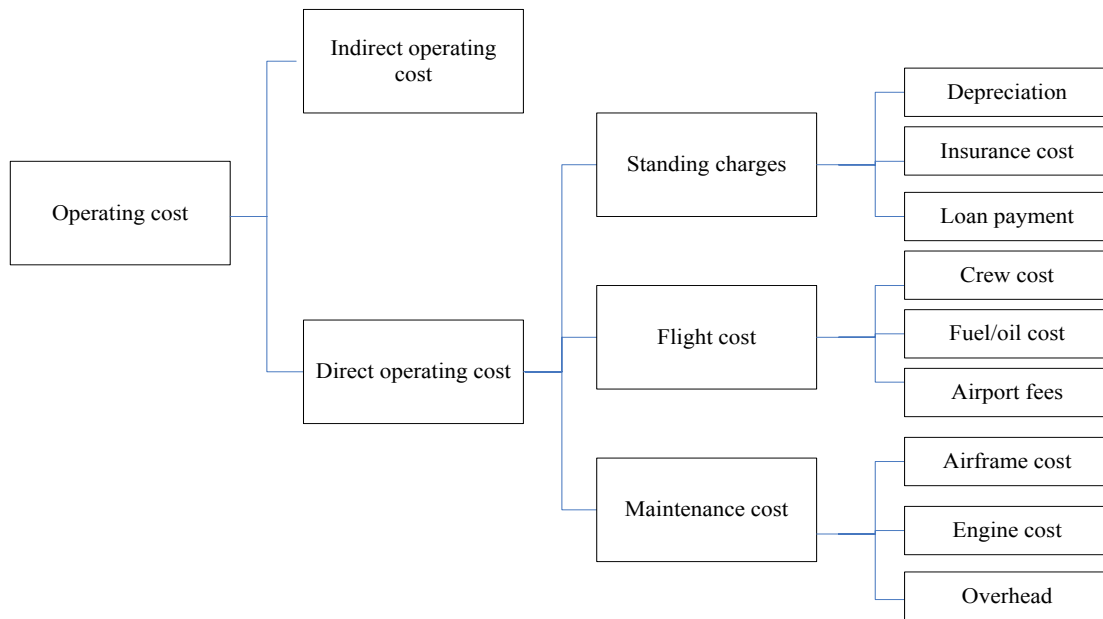 Operating cost
Indirect operating
cost
Direct operating cost
Standing charges
Flight cost
Maintenance cost
Depreciation
Insurance cost
Loan payment
Crew cost
Fuel/oil cost
Airport fees
Airframe cost
Engine cost
Overhead